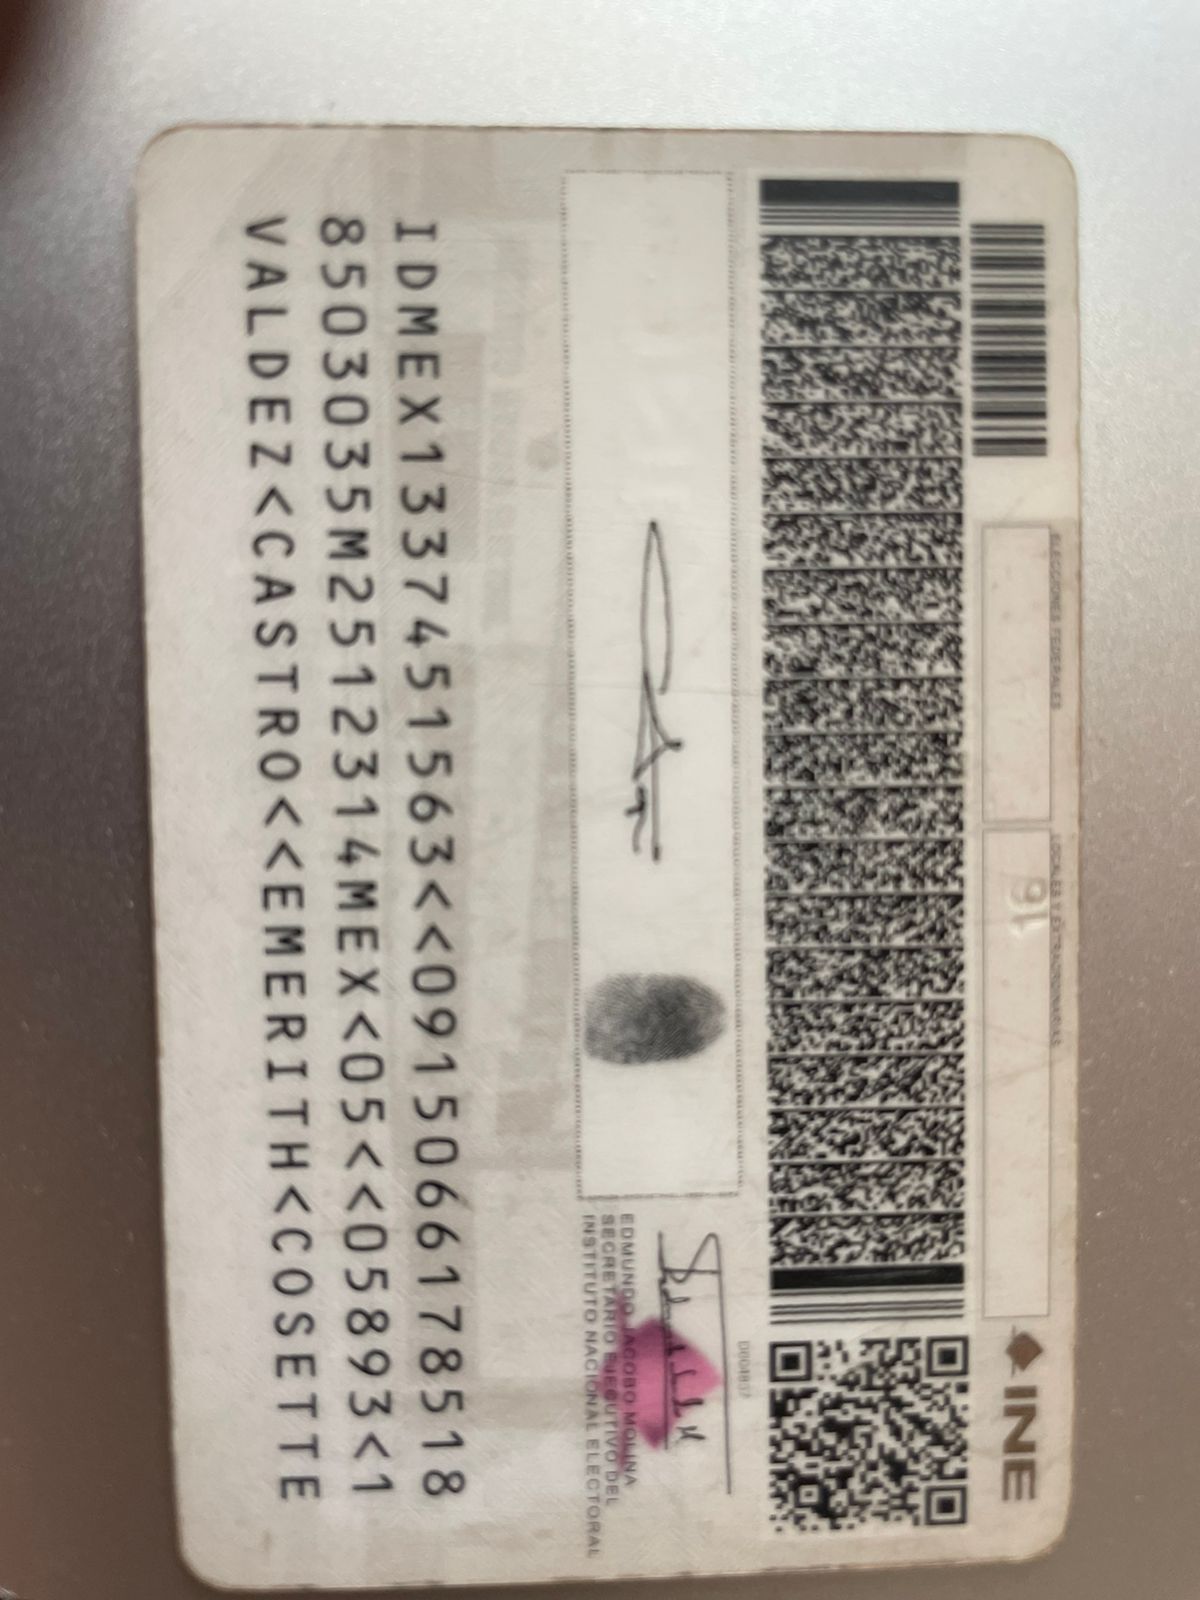 INE
ELECCIONES FEDERALES
LOCALES Y EXTRAORDINARIAS
16
EDMUNDO JACOBO MOLINA
SECRETARIO EJECUTIVO DEL
INSTITUTO NACIONAL ELECTORAL
IDMEX1337451563<<0915066178518
8503035M2512314MEX<05<<05893<1
VALDEZ<CASTRO<<EMERITH<COSETTE